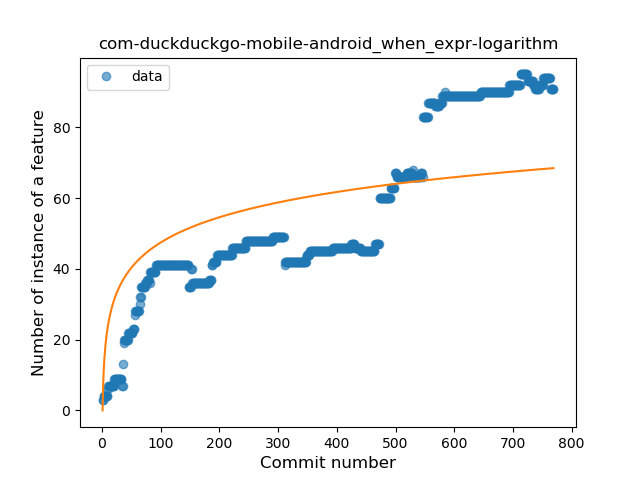 com-duckduckgo-mobile-android_when_expr-logarithm
data
Number of instance of a feature
80
60
40
20
0
0 100 200 300 400 500 600 700 800
Commit number